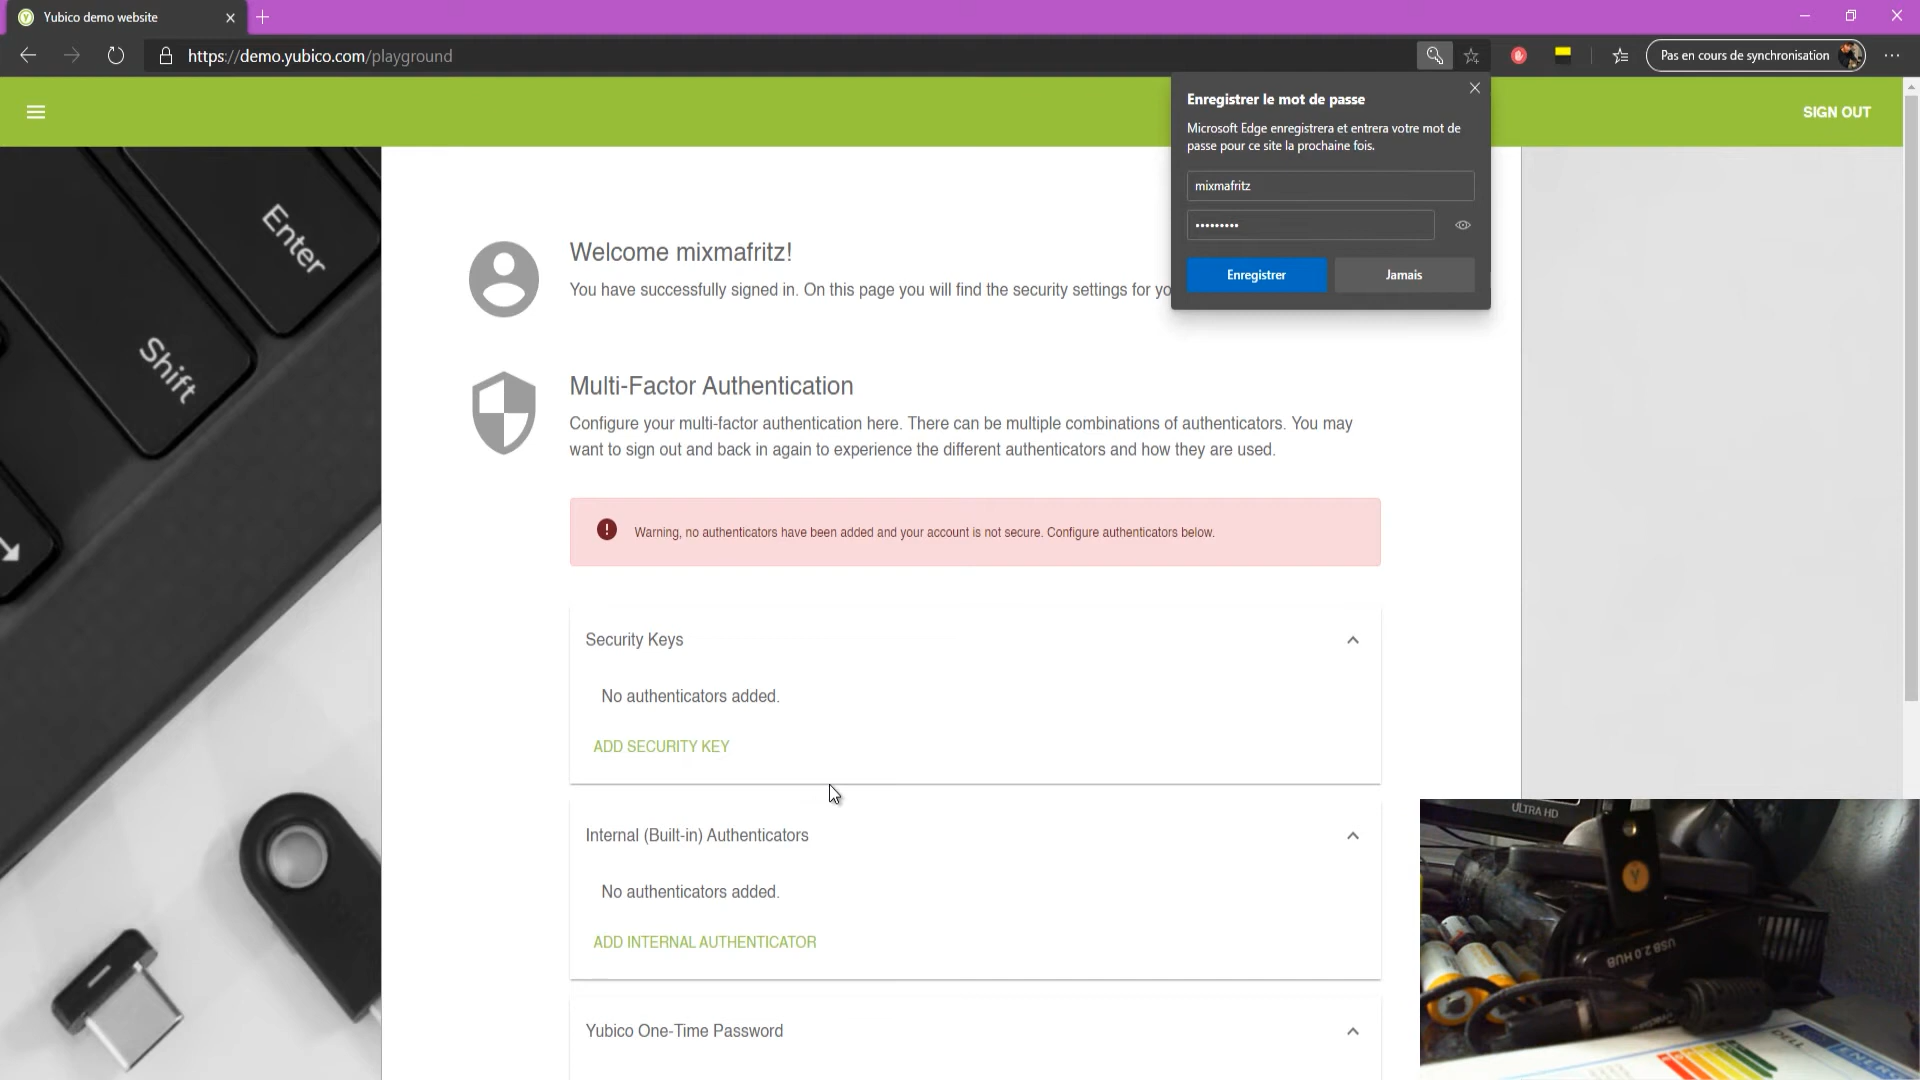 Yubico demo website
https://demo.yubico.com/playground
Pas en cours de synchronisation
Enregistrer le mot de passe
Microsoft Edge enregistrera et entrera votre mot de
passe pour ce site la prochaine fois.
mixmafritz
•••••••••
Enregistrer
Jamais
SIGN OUT
Enter
Shift
Welcome mixmafritz!
You have successfully signed in. On this page you will find the security settings for yo
Multi-Factor Authentication
Configure your multi-factor authentication here. There can be multiple combinations of authenticators. You may
want to sign out and back in again to experience the different authenticators and how they are used.
Warning, no authenticators have been added and your account is not secure. Configure authenticators below.
Security Keys
No authenticators added.
ADD SECURITY KEY
Internal (Built-in) Authenticators
No authenticators added.
ADD INTERNAL AUTHENTICATOR
Yubico One-Time Password
ULTRA HD
Y
USB 2.0 HUB
DELL
ENERG